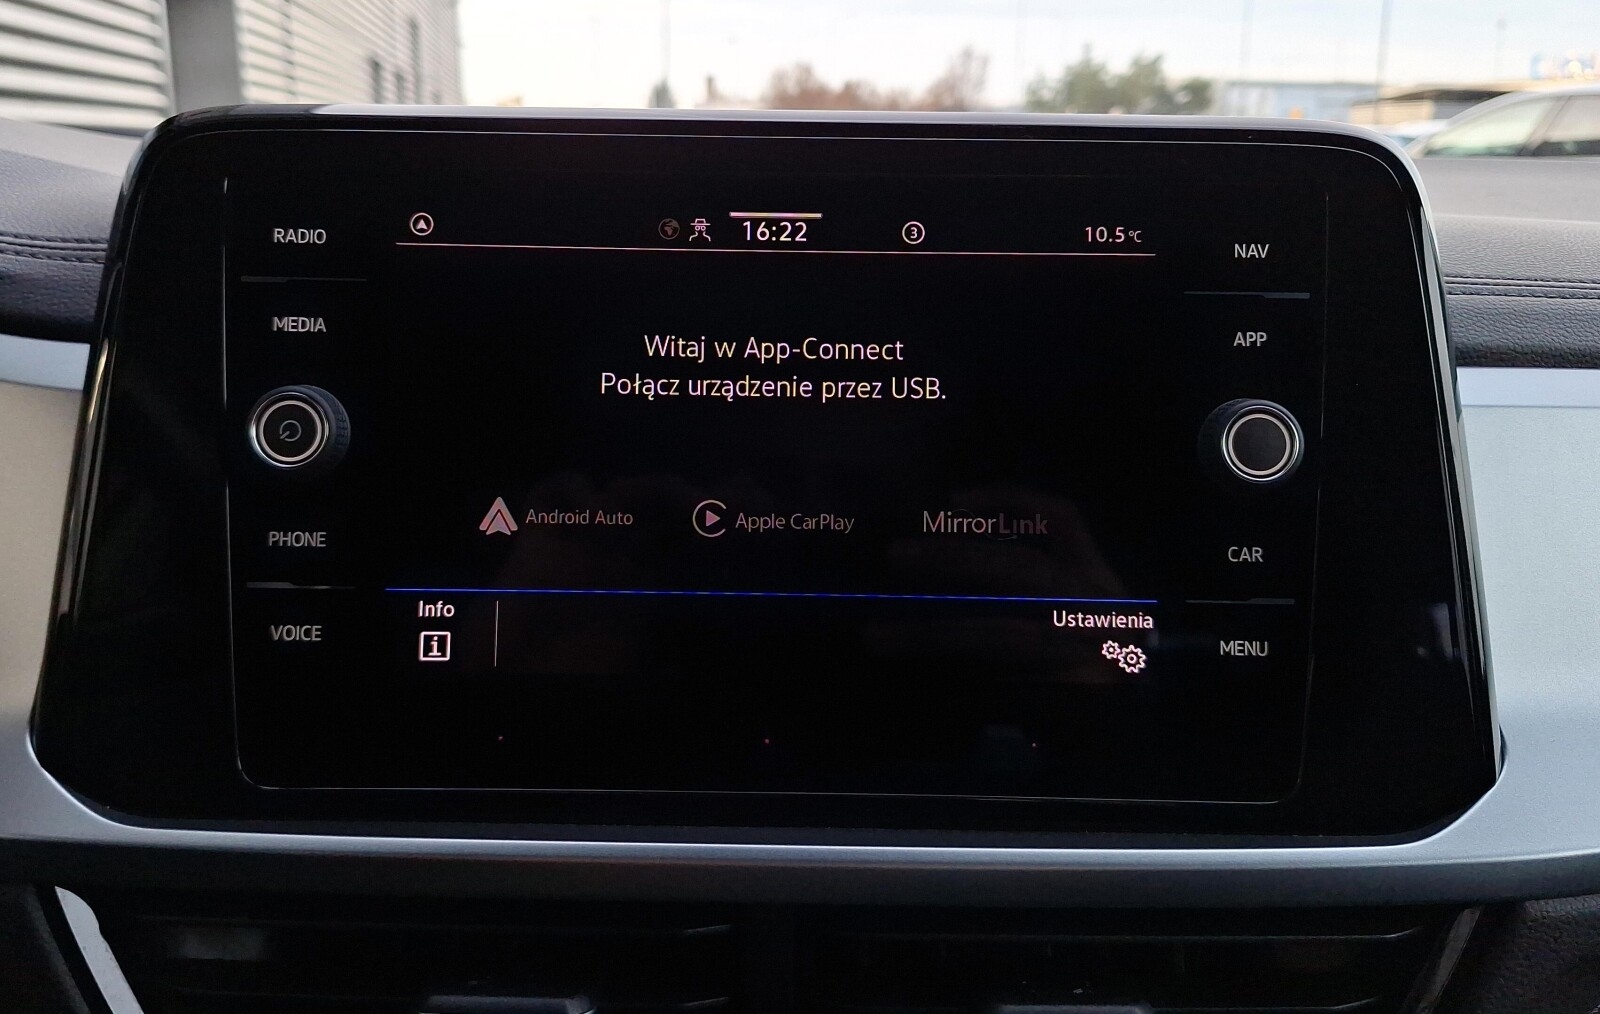 RADIO
MEDIA
PHONE
VOICE
16:22
3
10.5°C
Witaj w App-Connect
Połącz urządzenie przez USB.
Android Auto
Apple CarPlay
MirrorLink
Info
i
Ustawienia
NAV
APP
CAR
MENU